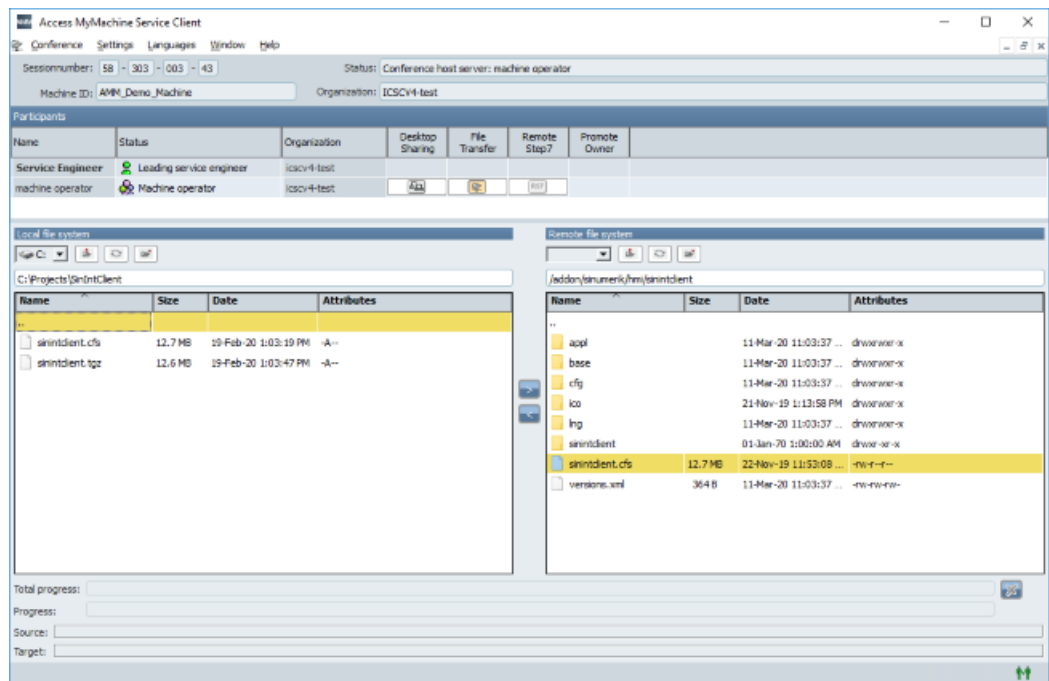 Access MyMachine Service Client
Conference Settings Languages Window Help
Sessionnumber: 58 - 303 - 003 - 43 Status: Conference host server: machine operator
Machine ID: AMM_Demo_Machine Organization: ICSCV4-test
Participants
Name Status Organization Desktop Sharing File Transfer Remote Step7 Promote Owner
Service Engineer Leading service engineer icscv4-test
machine operator Machine operator icscv4-test RST
Local file system Remote file system
C:
C:\Projects\SinIntClient /addon/sinumerik/hmi/sinintclient
Name Size Date Attributes Name Size Date Attributes
.. ..
sinintclient.cfs 12.7 MB 19-Feb-20 1:03:19 PM -A-- appl 11-Mar-20 11:03:37 ... drwxrwxr-x
sinintclient.tgz 12.6 MB 19-Feb-20 1:03:47 PM -A-- base 11-Mar-20 11:03:37 ... drwxrwxr-x
cfg 11-Mar-20 11:03:37 ... drwxrwxr-x
> ico 21-Nov-19 1:13:58 PM drwxrwxr-x
< lng 11-Mar-20 11:03:37 ... drwxrwxr-x
sinintclient 01-Jan-70 1:00:00 AM drwxr-xr-x
sinintclient.cfs 12.7 MB 22-Nov-19 11:53:08 ... -rw-r--r--
versions.xml 364 B 11-Mar-20 11:03:37 ... -rw-rw-rw-
Total progress:
Progress:
Source:
Target: